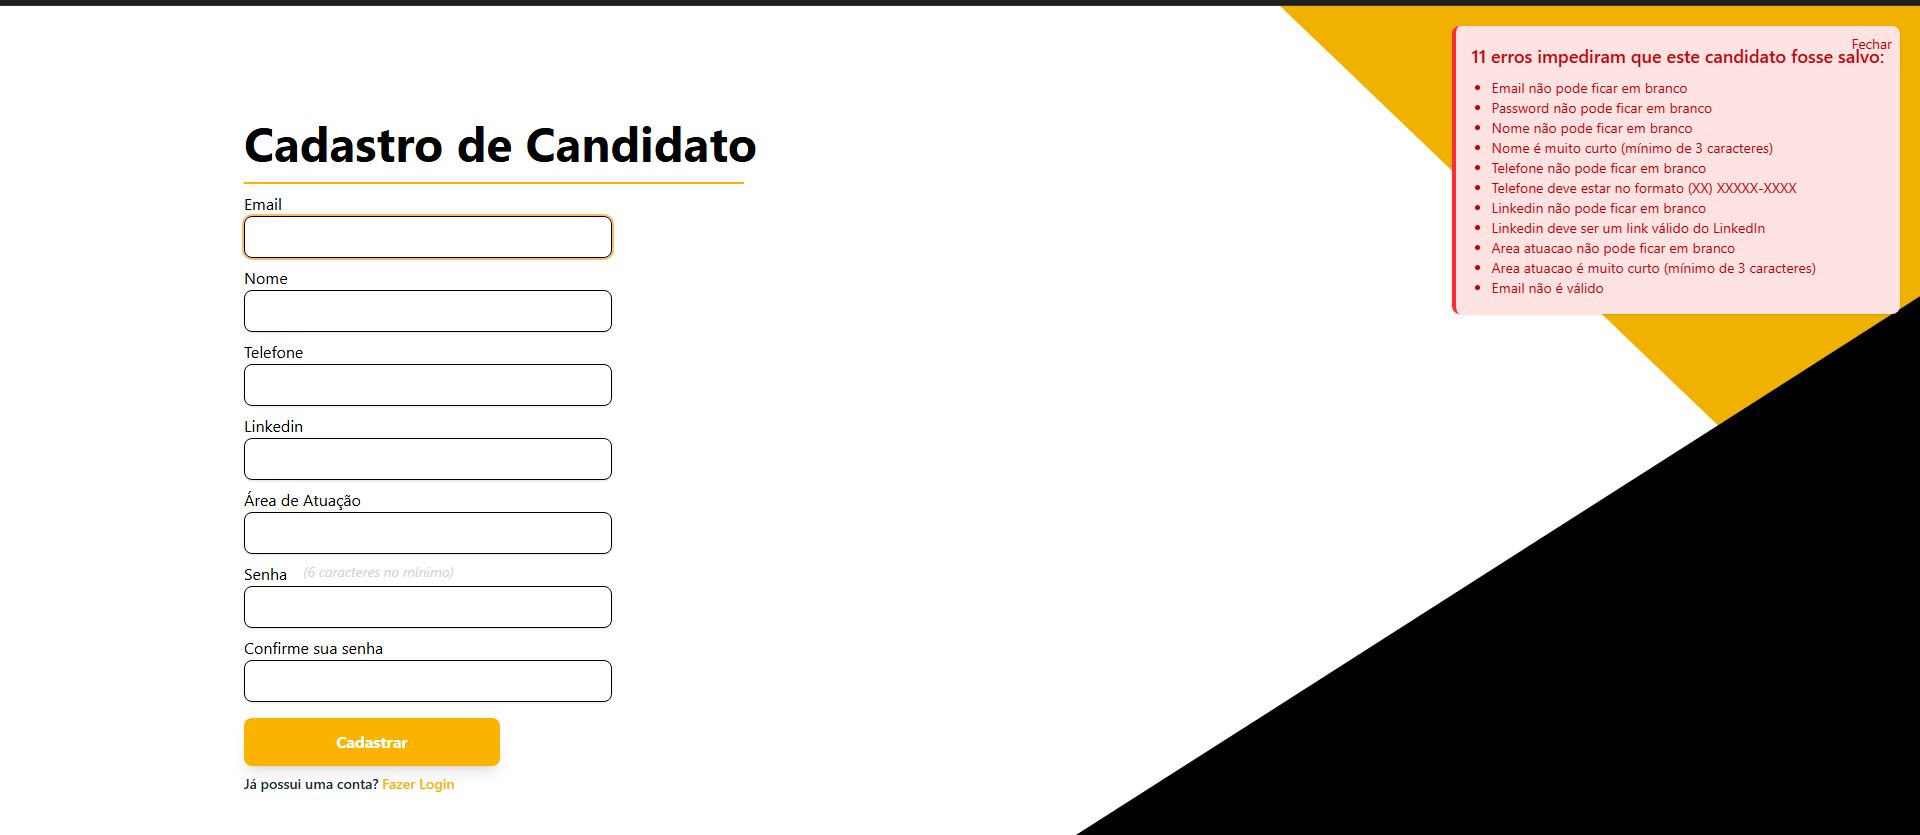 Cadastro de Candidato
Email
Nome
Telefone
Linkedin
Área de Atuação
Senha (6 caracteres no mínimo)
Confirme sua senha
Cadastrar
Já possui uma conta? Fazer Login
Fechar
11 erros impediram que este candidato fosse salvo:
Email não pode ficar em branco
Password não pode ficar em branco
Nome não pode ficar em branco
Nome é muito curto (mínimo de 3 caracteres)
Telefone não pode ficar em branco
Telefone deve estar no formato (XX) XXXXX-XXXX
Linkedin não pode ficar em branco
Linkedin deve ser um link válido do LinkedIn
Area atuacao não pode ficar em branco
Area atuacao é muito curto (mínimo de 3 caracteres)
Email não é válido